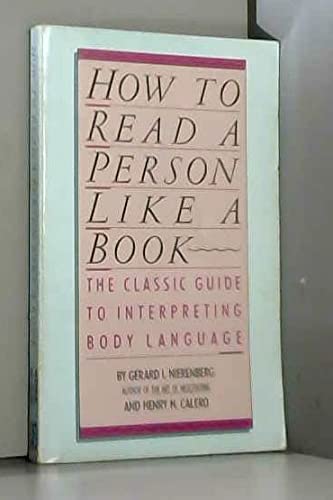 HOW TO
READ A
PERSON
LIKE A
BOOK
THE CLASSIC GUIDE
TO INTERPRETING
BODY LANGUAGE
BY GERARD I. NIERENBERG
AUTHOR OF THE ART OF NEGOTIATING
AND HENRY H. CALERO